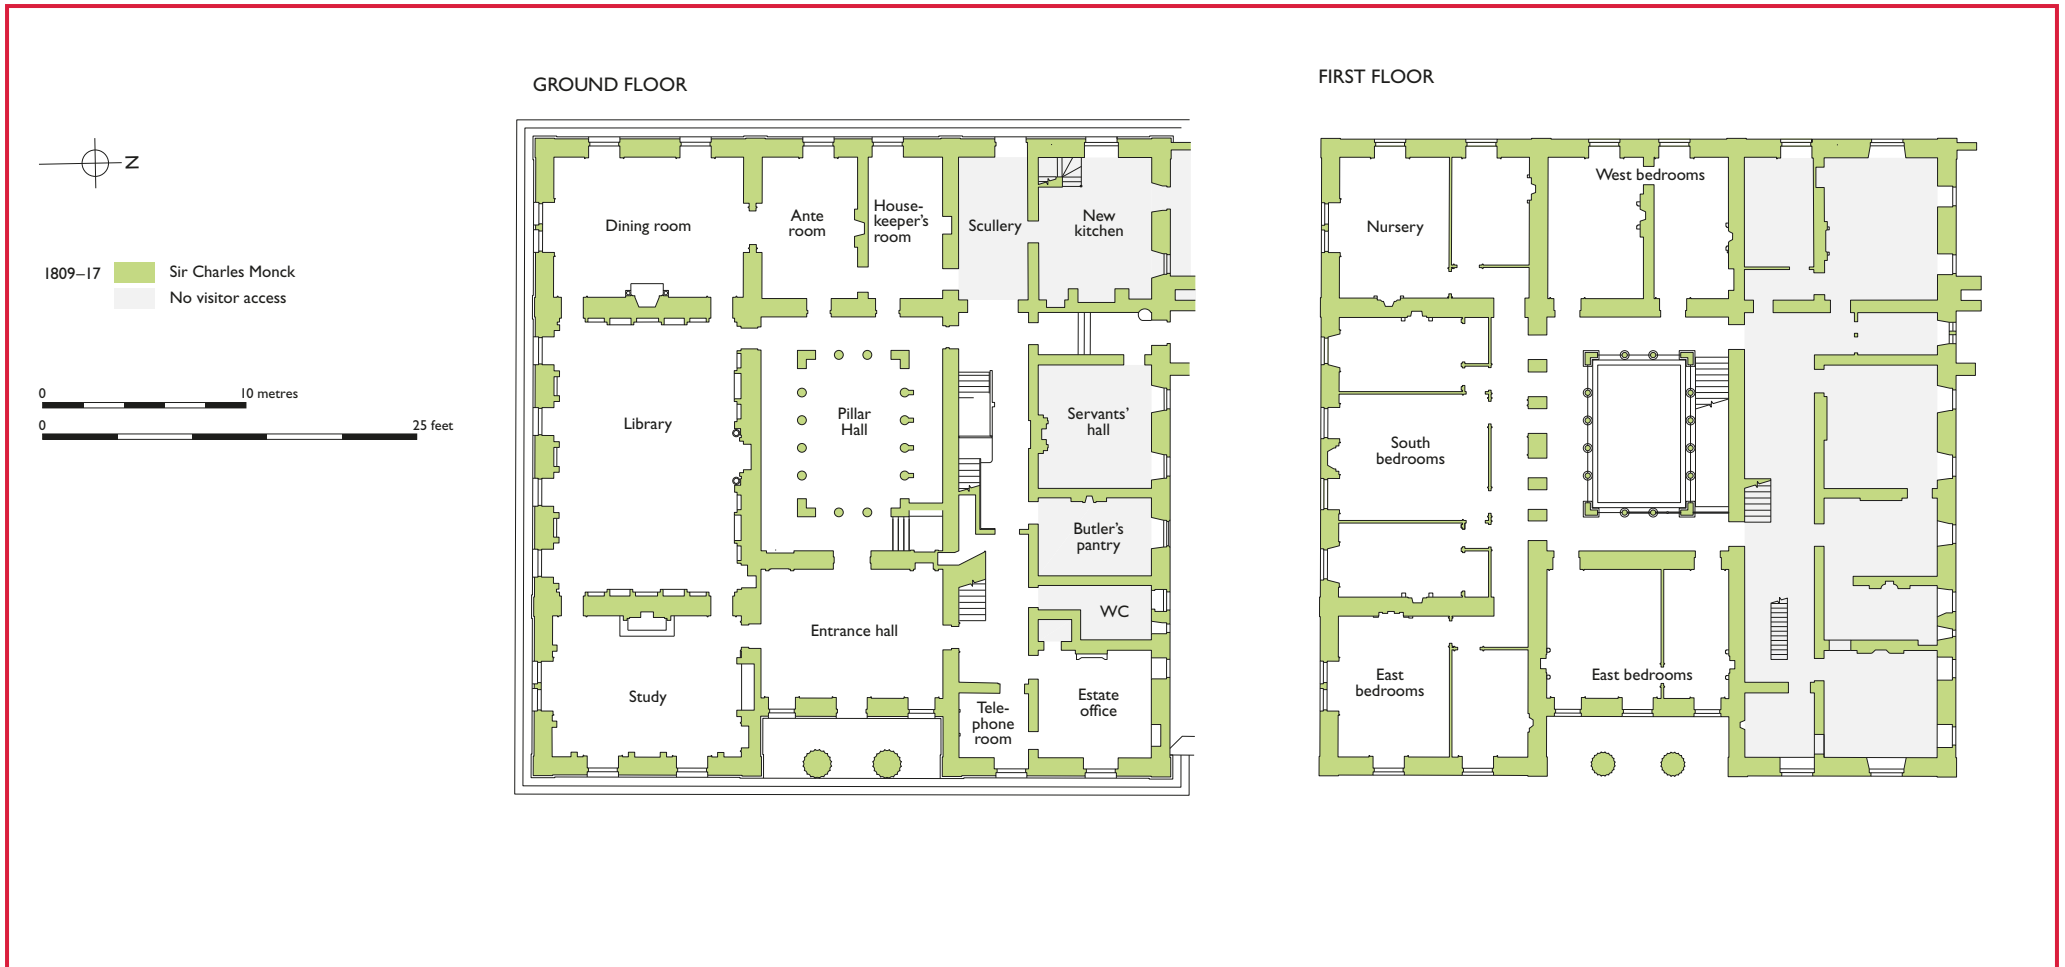 GROUND FLOOR
FIRST FLOOR
N
1809–17
Sir Charles Monck
No visitor access
0
10 metres
0
25 feet
Dining room
Ante
room
House-
keeper's
room
Scullery
New
kitchen
Library
Pillar
Hall
Servants'
hall
Butler's
pantry
WC
Entrance hall
Study
Tele-
phone
room
Estate
office
Nursery
West bedrooms
South
bedrooms
East
bedrooms
East bedrooms